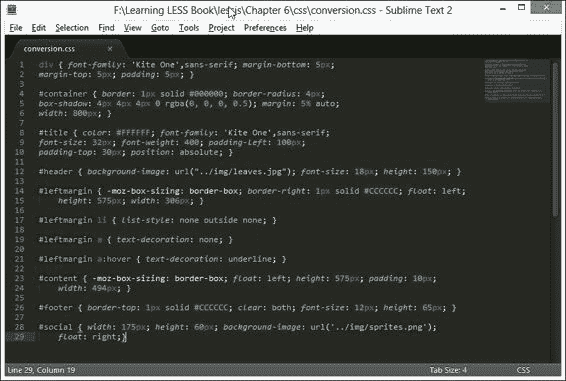 F:\Learning LESS Book\lessjs\Chapter 6\css\conversion.css - Sublime Text 2
File Edit Selection Find View Goto Tools Project Preferences Help
conversion.css ×
1 div { font-family: 'Kite One',sans-serif; margin-bottom: 5px;
2 margin-top: 5px; padding: 5px; }
3
4 #container { border: 1px solid #000000; border-radius: 4px;
5 box-shadow: 4px 4px 4px 0 rgba(0, 0, 0, 0.5); margin: 5% auto;
6 width: 800px; }
7
8 #title { color: #FFFFFF; font-family: 'Kite One',sans-serif;
9 font-size: 32px; font-weight: 400; padding-left: 100px;
10 padding-top: 30px; position: absolute; }
11
12 #header { background-image: url("../img/leaves.jpg"); font-size: 18px; height: 150px; }
13
14 #leftmargin { -moz-box-sizing: border-box; border-right: 1px solid #CCCCCC; float: left;
15 height: 575px; width: 306px; }
16
17 #leftmargin li { list-style: none outside none; }
18
19 #leftmargin a { text-decoration: none; }
20
21 #leftmargin a:hover { text-decoration: underline; }
22
23 #content { -moz-box-sizing: border-box; float: left; height: 575px; padding: 10px;
24 width: 494px; }
25
26 #footer { border-top: 1px solid #CCCCCC; clear: both; font-size: 12px; height: 65px; }
27
28 #social { width: 175px; height: 60px; background-image: url('../img/sprites.png');
29 float: right;}
Line 29, Column 19 Tab Size: 4 CSS